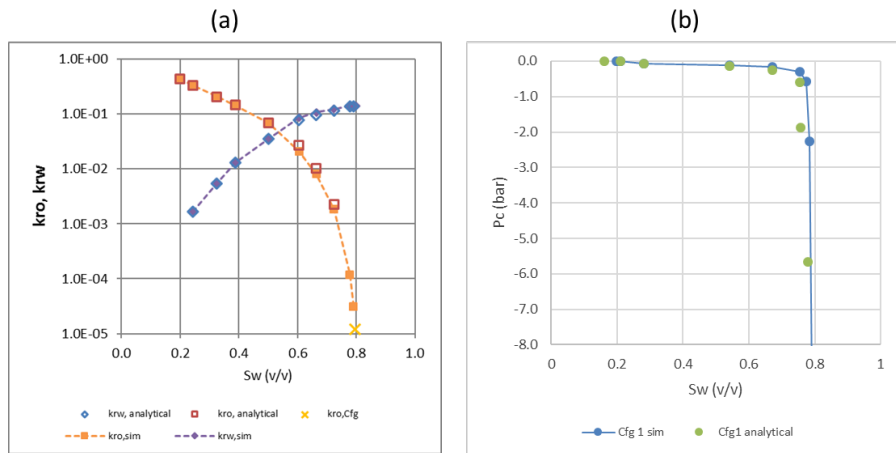 (a)
1.0E+00
1.0E-01
1.0E-02
1.0E-03
1.0E-04
1.0E-05
kro, krw
0.0 0.2 0.4 0.6 0.8 1.0
Sw (v/v)
krw, analytical kro, analytical kro,Cfg
kro,sim krw,sim
(b)
0.0
-1.0
-2.0
-3.0
-4.0
-5.0
-6.0
-7.0
-8.0
Pc (bar)
0 0.2 0.4 0.6 0.8 1
Sw (v/v)
Cfg 1 sim Cfg1 analytical